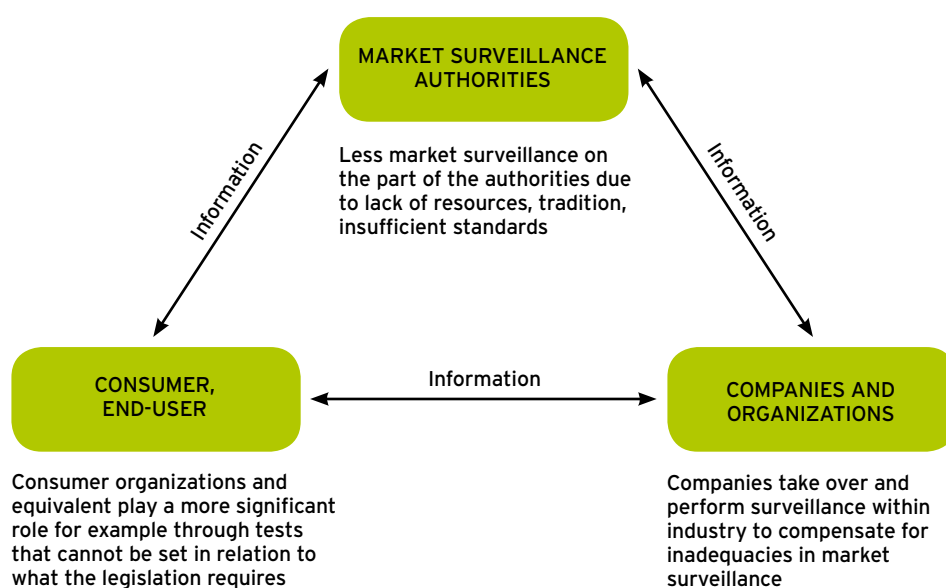 MARKET SURVEILLANCE
AUTHORITIES
Less market surveillance on
the part of the authorities due
to lack of resources, tradition,
insufficient standards
Information
Information
Information
CONSUMER,
END-USER
Consumer organizations and
equivalent play a more significant
role for example through tests
that cannot be set in relation to
what the legislation requires
COMPANIES AND
ORGANIZATIONS
Companies take over and
perform surveillance within
industry to compensate for
inadequacies in market
surveillance